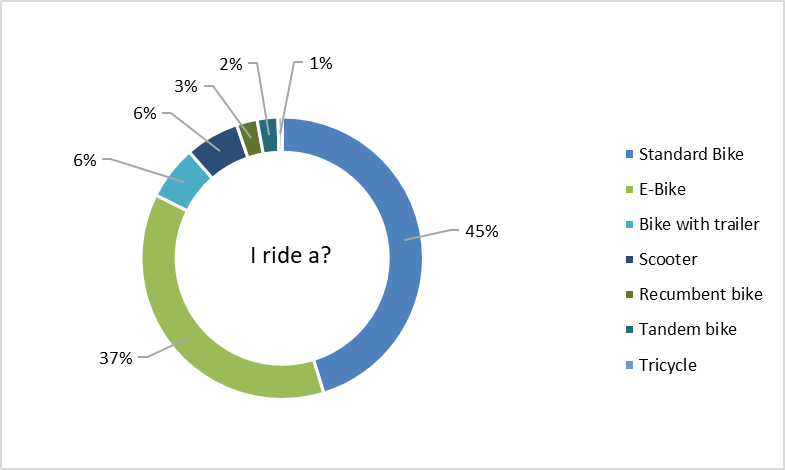 2%
1%
3%
6%
6%
45%
37%
I ride a?
Standard Bike
E-Bike
Bike with trailer
Scooter
Recumbent bike
Tandem bike
Tricycle